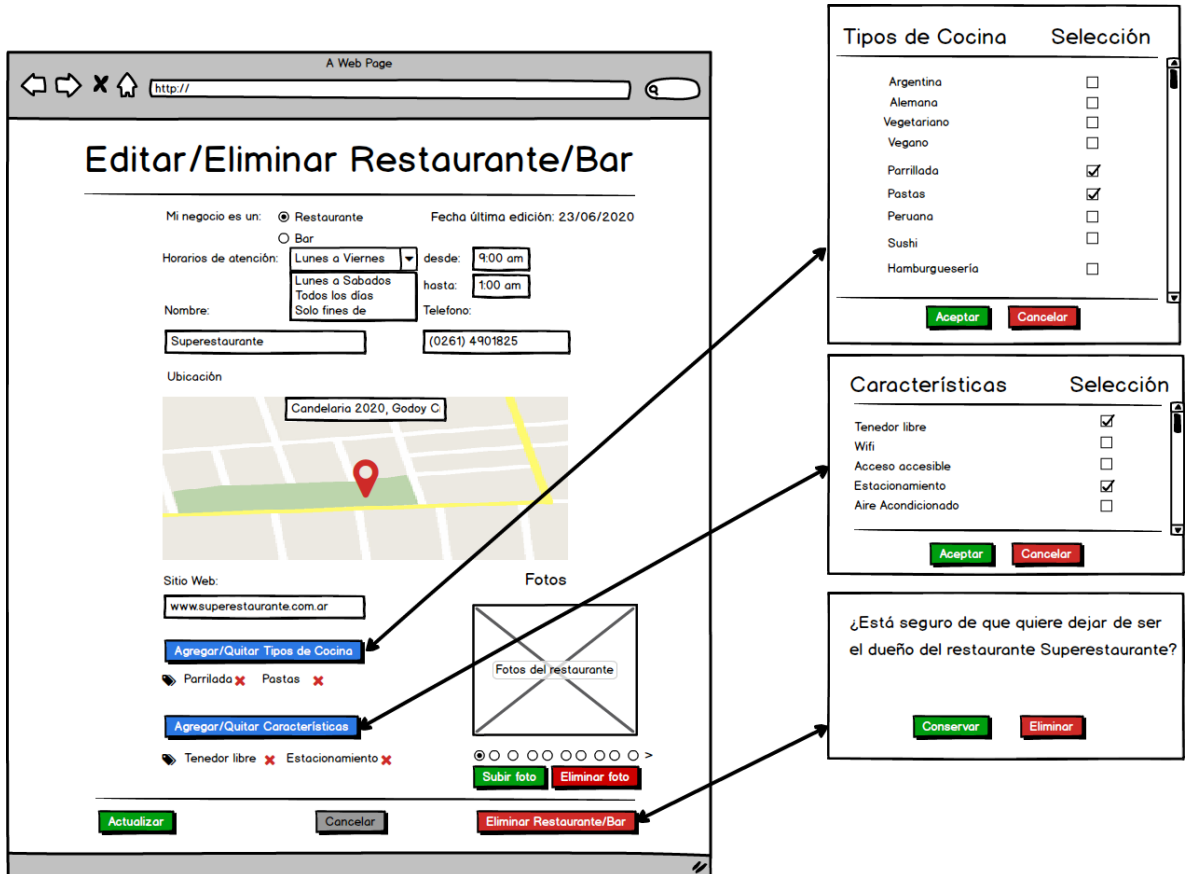 A Web Page
http://
Editar/Eliminar Restaurante/Bar
Mi negocio es un:
Restaurante
Fecha última edición: 23/06/2020
Bar
Horarios de atención:
Lunes a Viernes
desde:
9:00 am
Lunes a Sabados
Todos los días
Solo fines de
hasta:
1:00 am
Nombre:
Telefono:
Superestaurante
(0261) 4901825
Ubicación
Candelaria 2020, Godoy C
Sitio Web:
Fotos
www.superestaurante.com.ar
Agregar/Quitar Tipos de Cocina
Parrilada
Pastas
Fotos del restaurante
Agregar/Quitar Características
Tenedor libre
Estacionamiento
>
Subir foto
Eliminar foto
Actualizar
Cancelar
Eliminar Restaurante/Bar
Tipos de Cocina
Selección
Argentina
Alemana
Vegetariano
Vegano
Parrillada
Pastas
Peruana
Sushi
Hamburguesería
Aceptar
Cancelar
Características
Selección
Tenedor libre
Wifi
Acceso accesible
Estacionamiento
Aire Acondicionado
Aceptar
Cancelar
¿Está seguro de que quiere dejar de ser
el dueño del restaurante Superestaurante?
Conservar
Eliminar